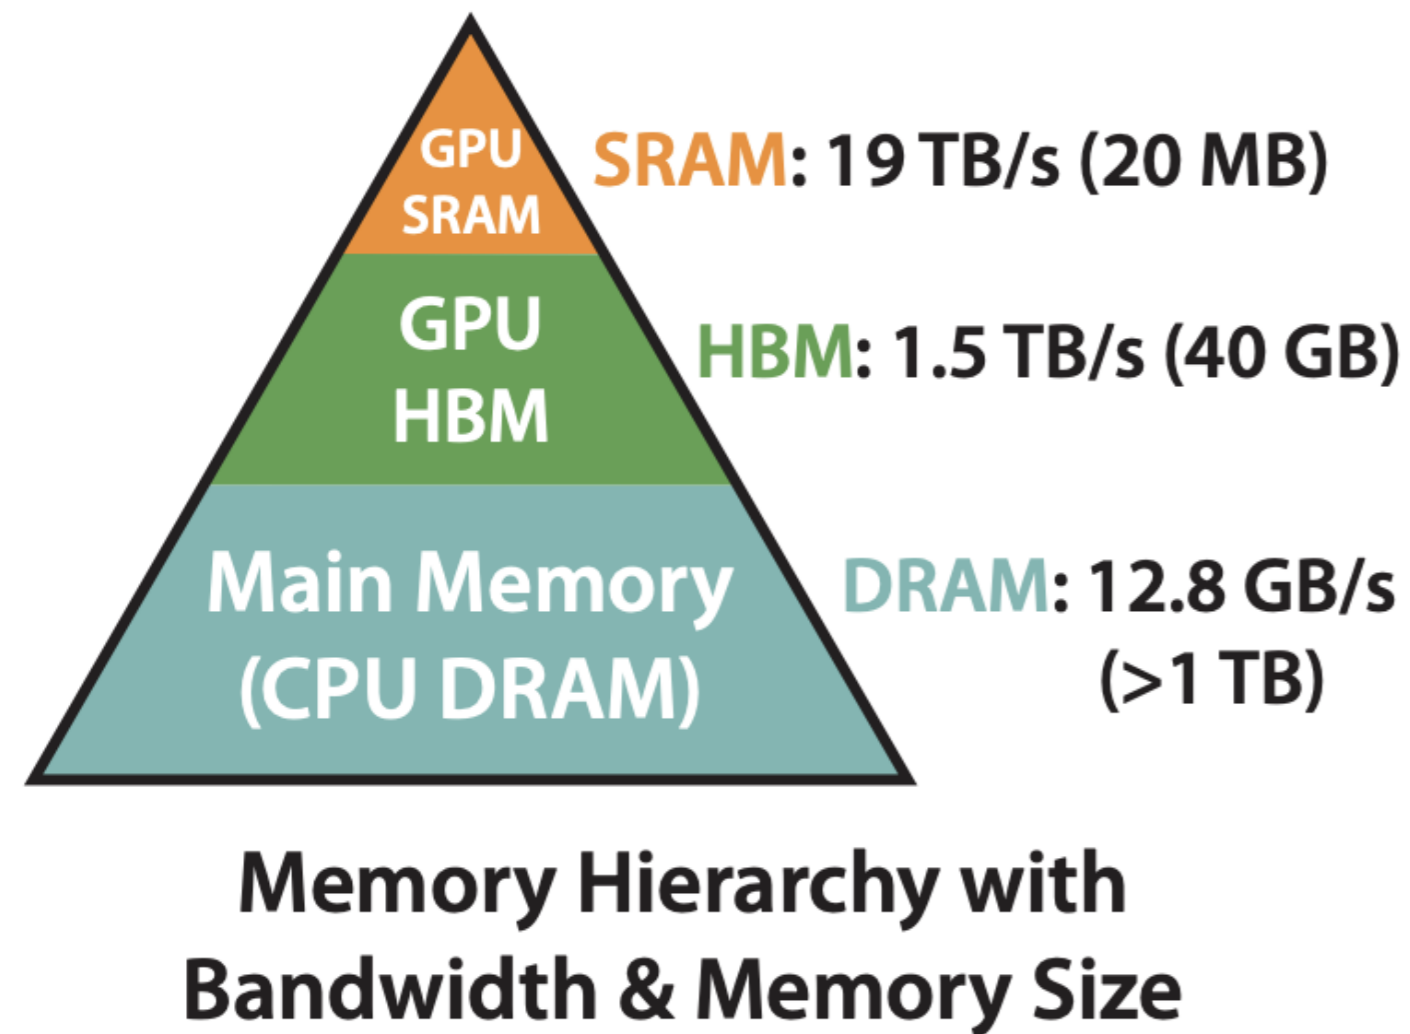 GPU
SRAM
SRAM: 19 TB/s (20 MB)
GPU
HBM
HBM: 1.5 TB/s (40 GB)
Main Memory
(CPU DRAM)
DRAM: 12.8 GB/s
(>1 TB)
Memory Hierarchy with
Bandwidth & Memory Size